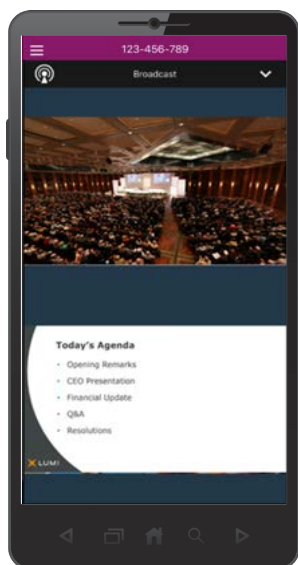 123-456-789
Broadcast
Today's Agenda
• Opening Remarks
• CEO Presentation
• Financial Update
• Q&A
• Resolutions
LUMI